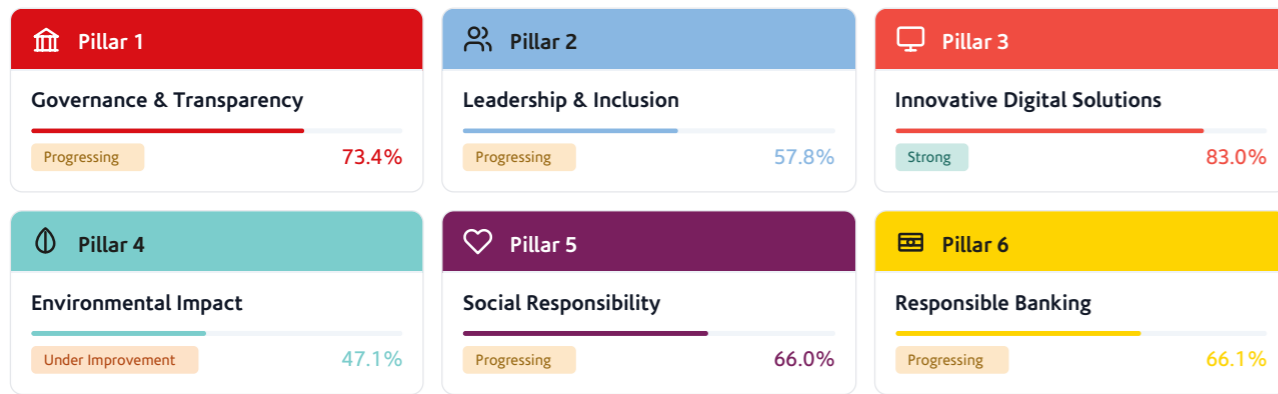 Pillar 1
Governance & Transparency
Progressing
73.4%
Pillar 2
Leadership & Inclusion
Progressing
57.8%
Pillar 3
Innovative Digital Solutions
Strong
83.0%
Pillar 4
Environmental Impact
Under Improvement
47.1%
Pillar 5
Social Responsibility
Progressing
66.0%
Pillar 6
Responsible Banking
Progressing
66.1%